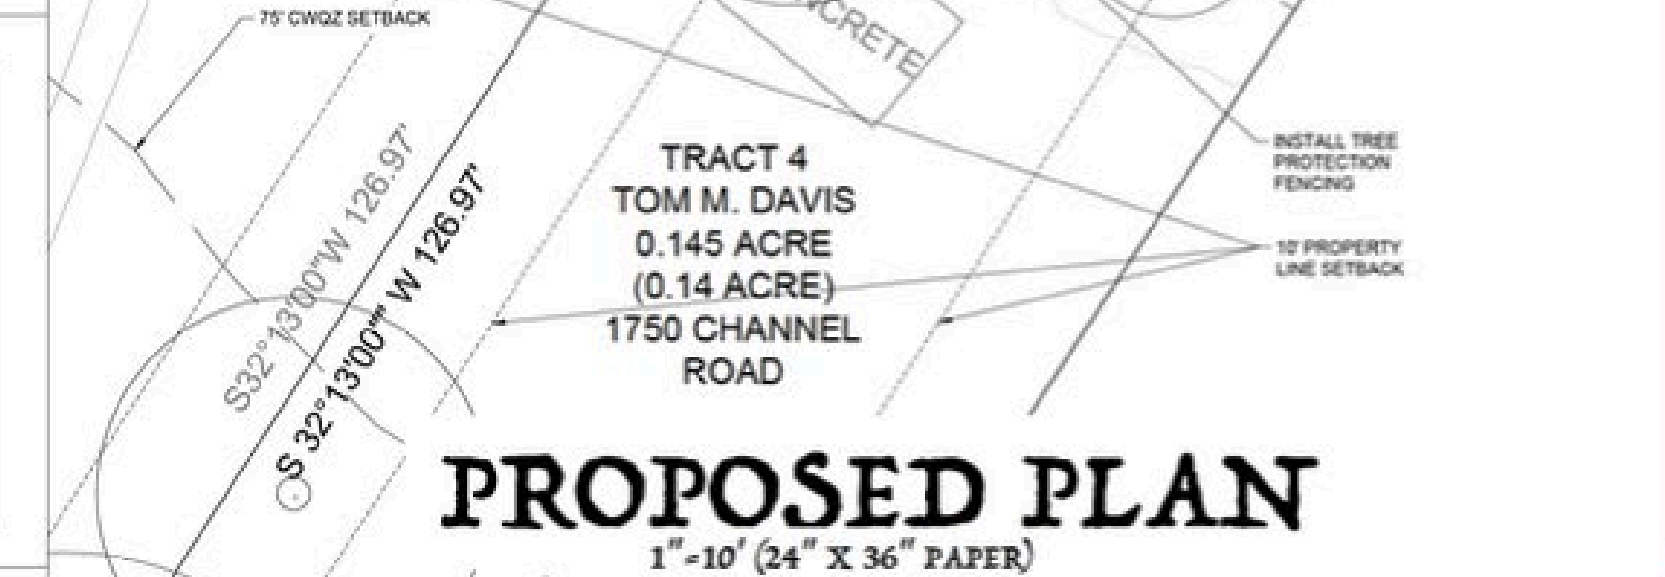 75' CWQZ SETBACK
NCRETE
INSTALL TREE
PROTECTION
FENCING
S32°13'00"W 126.97'
S 32°13'00"" W 126.97'
TRACT 4
TOM M. DAVIS
0.145 ACRE
(0.14 ACRE)
1750 CHANNEL
ROAD
10' PROPERTY
LINE SETBACK
PROPOSED PLAN
1"=10' (24" X 36" PAPER)